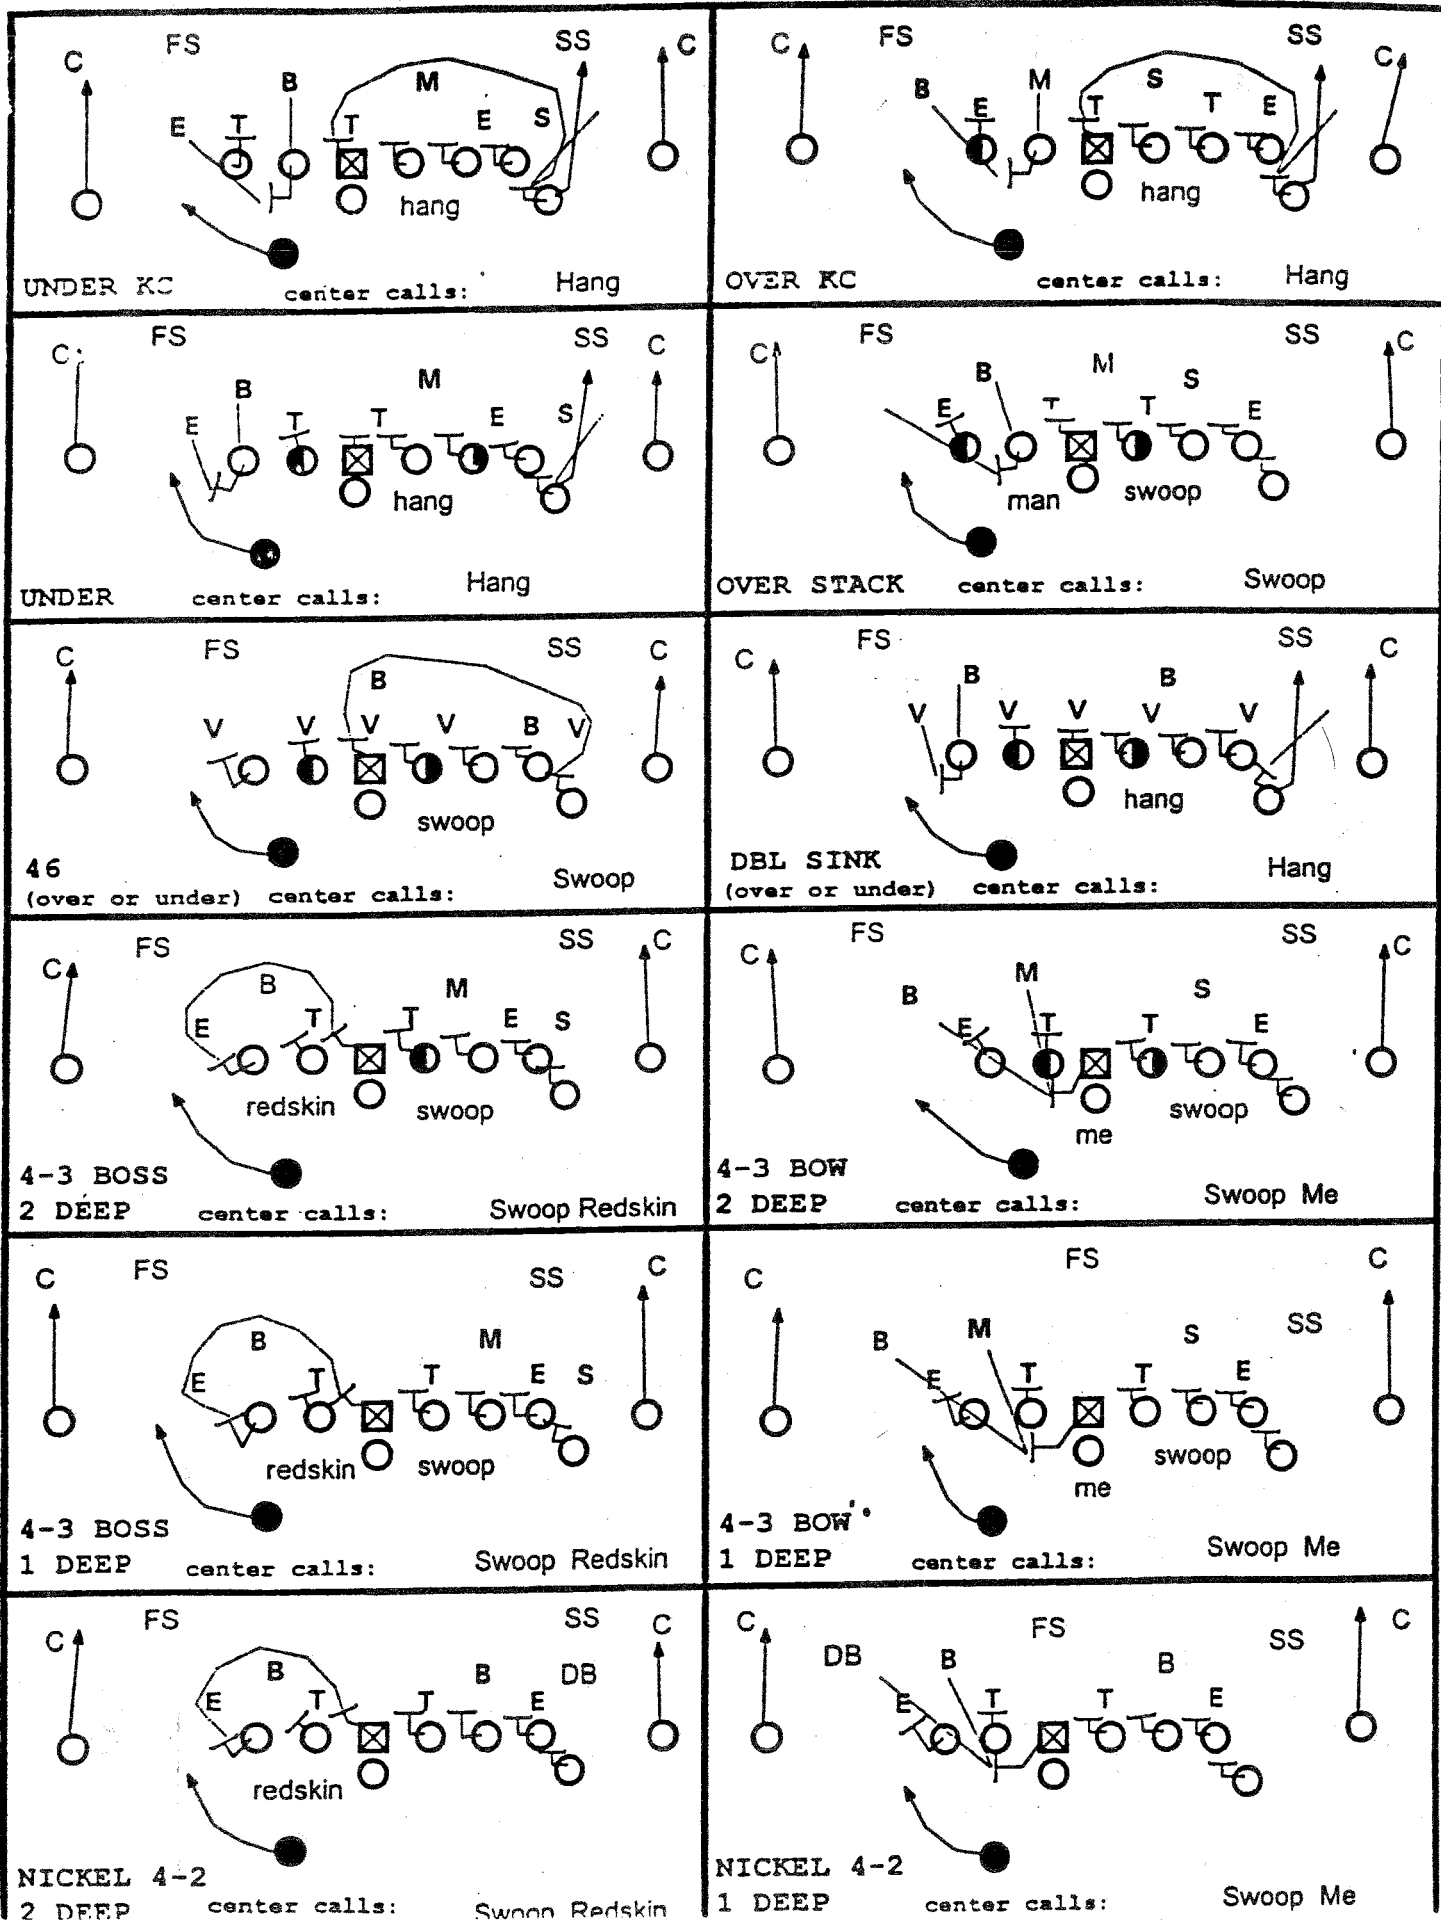 FS SS
C C
B M
E T T E S
hang
UNDER KC center calls: Hang
FS SS
C C
B M S
E T T E
hang
OVER KC center calls: Hang
FS SS
C C
B M
E T T E S
hang
UNDER center calls: Hang
FS SS
C C
B M S
E T T E
man swoop
OVER STACK center calls: Swoop
FS SS
C C
B
V V V V B V
swoop
46
(over or under) center calls: Swoop
FS SS
C C
B B
V V V V V
hang
DBL SINK
(over or under) center calls: Hang
FS SS
C C
B M
E T T E S
redskin swoop
4-3 BOSS
2 DEEP center calls: Swoop Redskin
FS SS
C C
B M S
E T T E
swoop
me
4-3 BOW
2 DEEP center calls: Swoop Me
FS SS
C C
B M
E T T E S
redskin swoop
4-3 BOSS
1 DEEP center calls: Swoop Redskin
FS
C C
SS
B M S
E T T E
swoop
me
4-3 BOW
1 DEEP center calls: Swoop Me
FS SS
C C
B B DB
E T T E
redskin
NICKEL 4-2
2 DEEP center calls: Swoop Redskin
C FS C
SS
DB B B
E T T E
NICKEL 4-2
1 DEEP center calls: Swoop Me